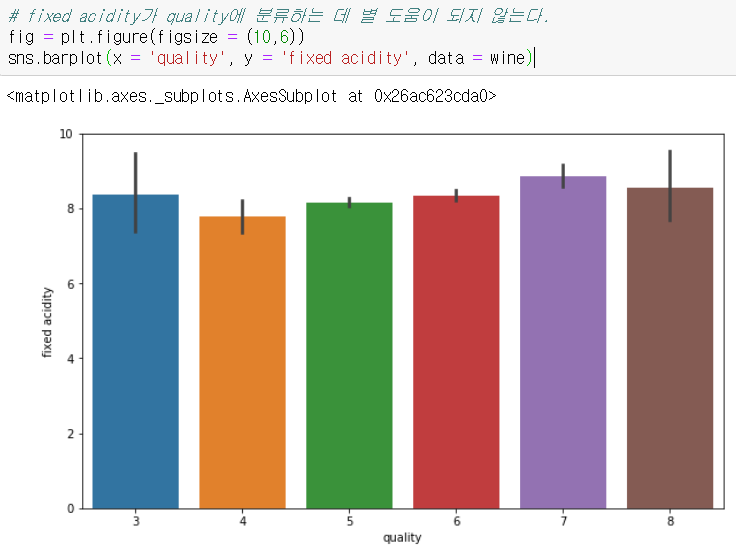 # fixed acidity가 quality에 분류하는 데 별 도움이 되지 않는다.
fig = plt.figure(figsize = (10,6))
sns.barplot(x = 'quality', y = 'fixed acidity', data = wine)
<matplotlib.axes._subplots.AxesSubplot at 0x26ac623cda0>
10
8
6
4
2
0
fixed acidity
3 4 5 6 7 8
quality